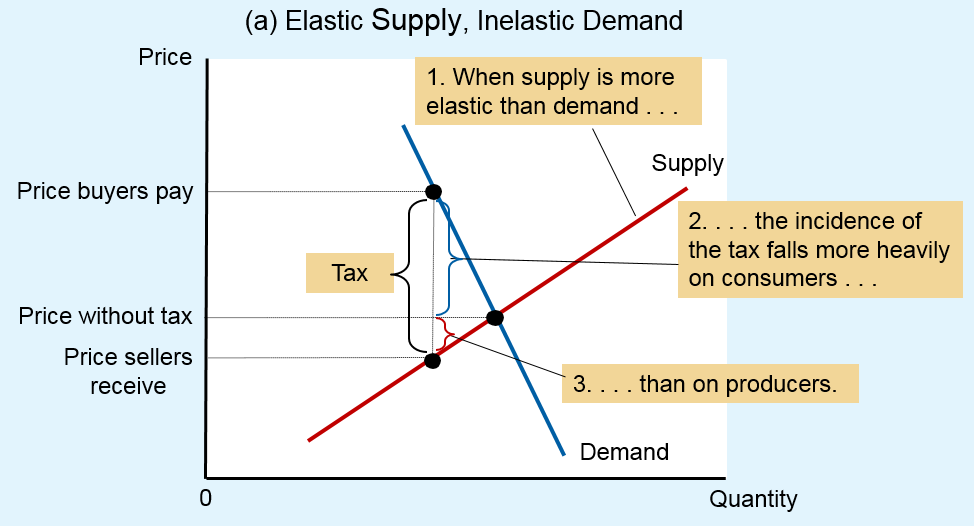 (a) Elastic Supply, Inelastic Demand
Price
1. When supply is more
elastic than demand . . .
Supply
Price buyers pay
2. . . . the incidence of
the tax falls more heavily
on consumers . . .
Tax
Price without tax
Price sellers
receive
3. . . . than on producers.
Demand
0
Quantity